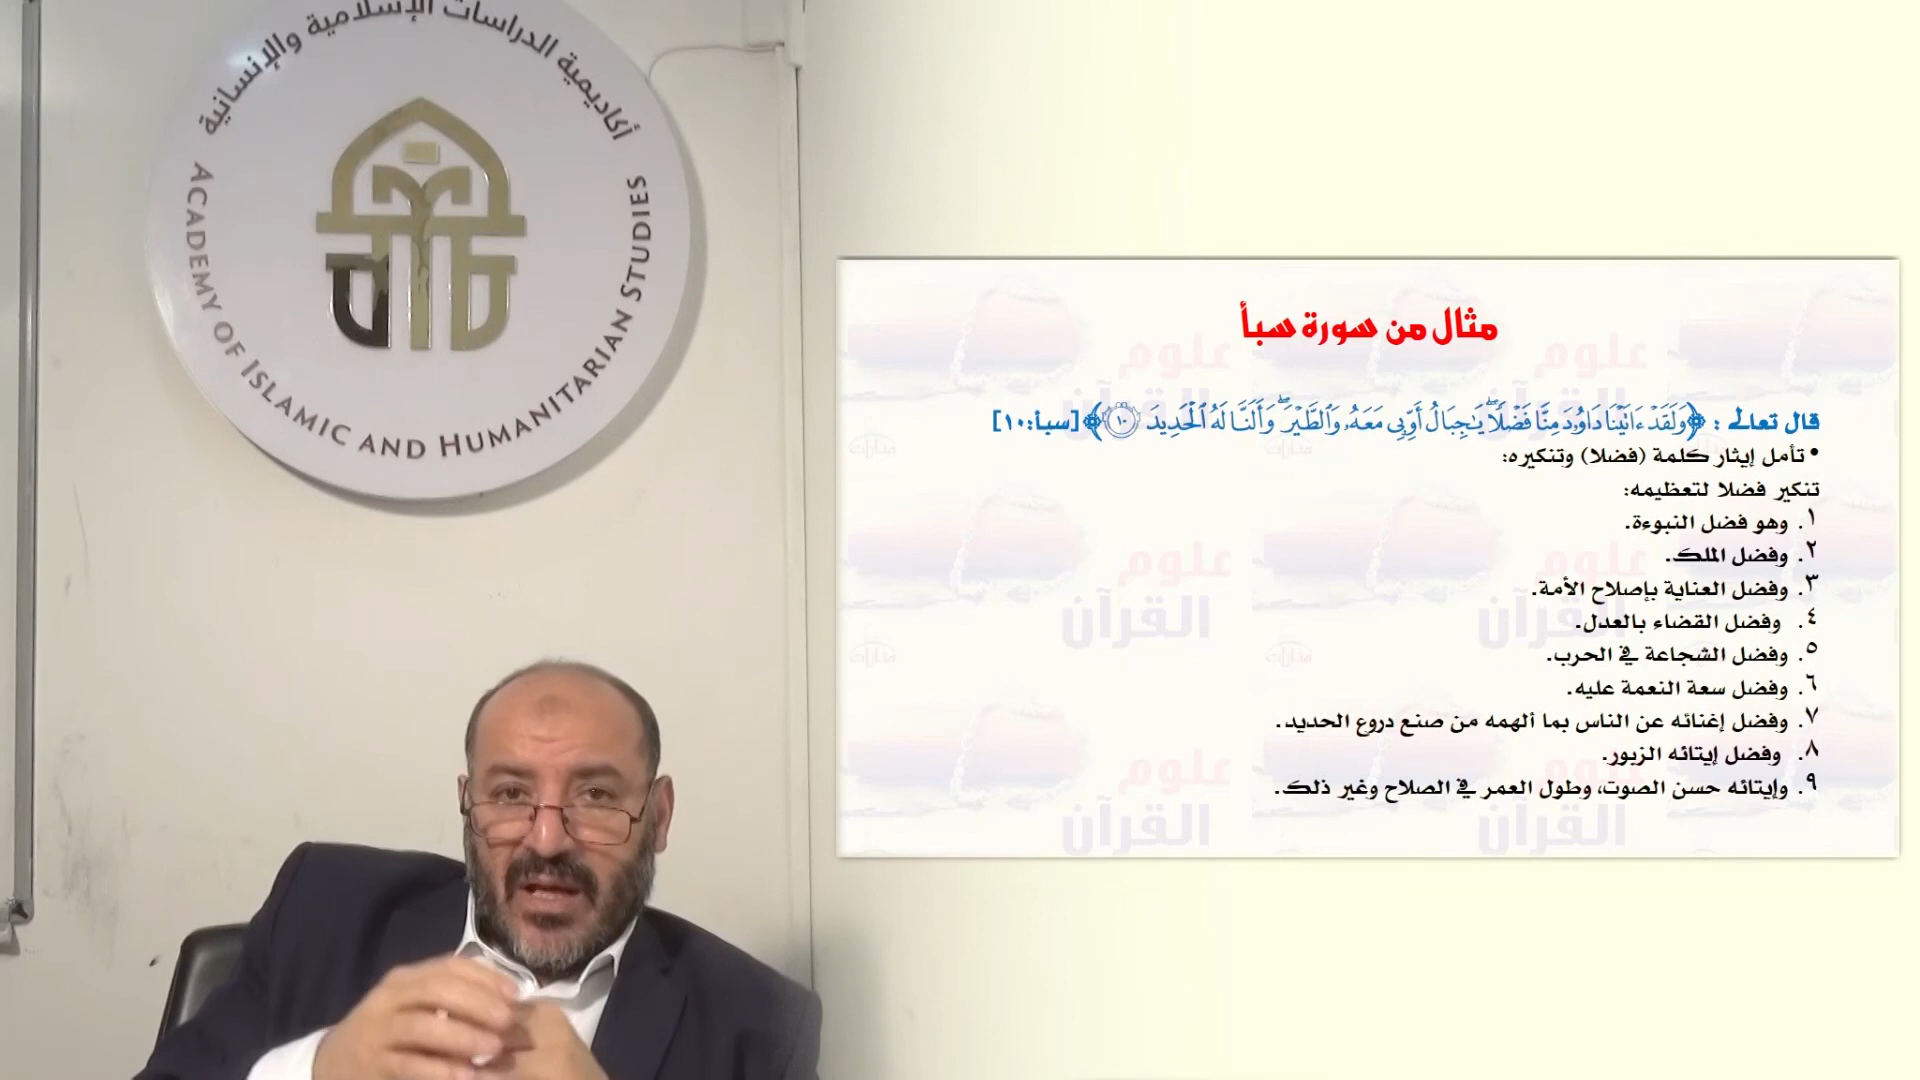 أكاديمية الدراسات الإسلامية والإنسانية
ACADEMY OF ISLAMIC AND HUMANITARIAN STUDIES
مثال من سورة سبأ
قال تعالى : ﴿وَلَقَدْ ءَاتَيْنَا دَاوُۥدَ مِنَّا فَضْلًا ۖ يَٰجِبَالُ أَوِّبِى مَعَهُۥ وَٱلطَّيْرَ ۖ وَأَلَنَّا لَهُ ٱلْحَدِيدَ ١٠﴾ [سبأ:١٠]
• تأمل إيثار كلمة (فضلا) وتنكيره:
تنكير فضلا لتعظيمه:
١. وهو فضل النبوءة.
٢. وفضل الملك.
٣. وفضل العناية بإصلاح الأمة.
٤. وفضل القضاء بالعدل.
٥. وفضل الشجاعة في الحرب.
٦. وفضل سعة النعمة عليه.
٧. وفضل إغنائه عن الناس بما ألهمه من صنع دروع الحديد.
٨. وفضل إيتائه الزبور.
٩. وإيتائه حسن الصوت، وطول العمر في الصلاح وغير ذلك.
علوم
القرآن